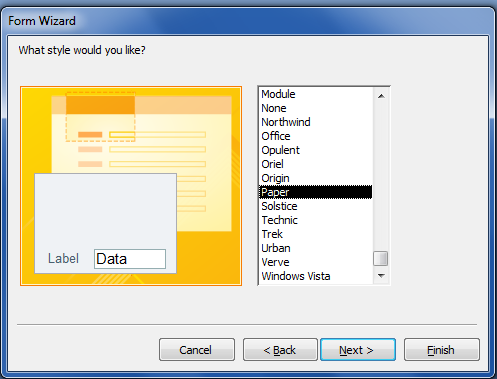 Form Wizard
What style would you like?
Label
Data
Module
None
Northwind
Office
Opulent
Oriel
Origin
Paper
Solstice
Technic
Trek
Urban
Verve
Windows Vista
Cancel
< Back
Next >
Finish